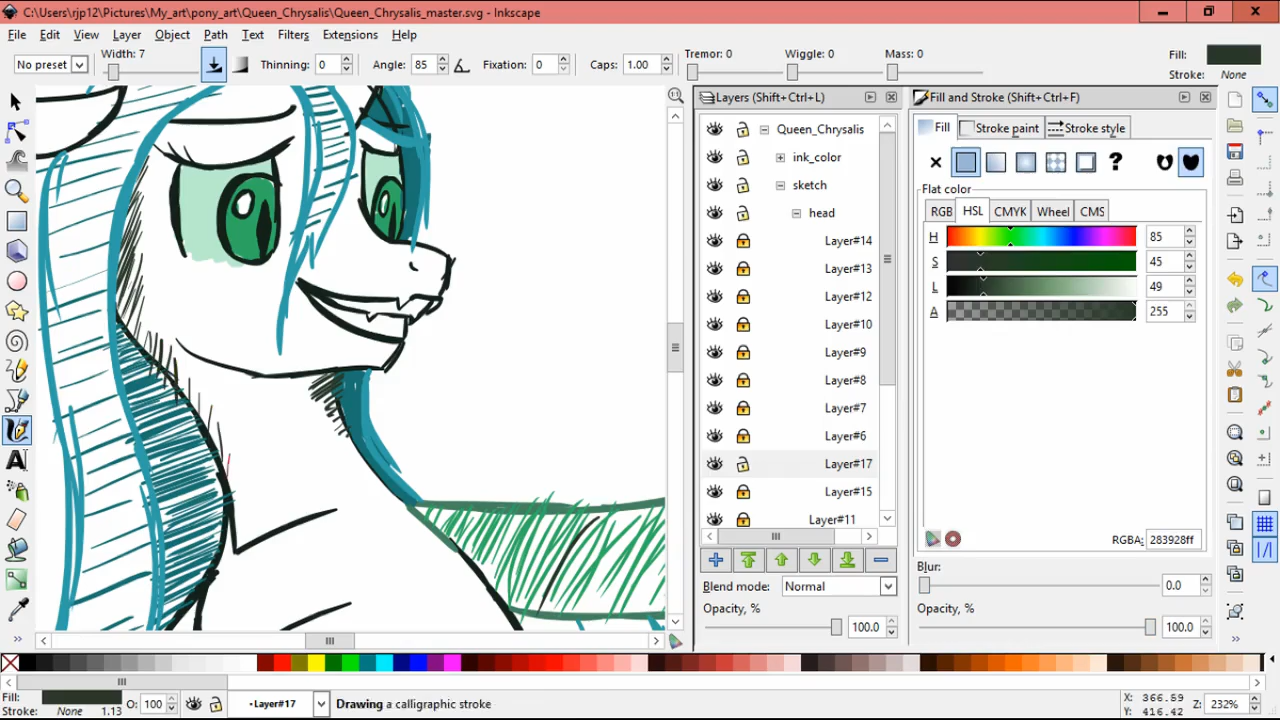 C:\Users\rjp12\Pictures\My_art\pony_art\Queen_Chrysalis\Queen_Chrysalis_master.svg - Inkscape
File Edit View Layer Object Path Text Filters Extensions Help
No preset Width: 7 Thinning: 0 Angle: 85 Fixation: 0 Caps: 1.00 Tremor: 0 Wiggle: 0 Mass: 0 Fill:
Stroke: None
Layers (Shift+Ctrl+L) Fill and Stroke (Shift+Ctrl+F)
Queen_Chrysalis
ink_color
sketch
head
Layer#14
Layer#13
Layer#12
Layer#10
Layer#9
Layer#8
Layer#7
Layer#6
Layer#17
Layer#15
Layer#11
Blend mode: Normal
Opacity, % 100.0
Fill Stroke paint Stroke style
?
Flat color
RGB HSL CMYK Wheel CMS
H 85
S 45
L 49
A 255
RGBA: 283928ff
Blur:
0.0
Opacity, %
100.0
1:1
A
Fill:
Stroke: None 1.13 O: 100 Layer#17 Drawing a calligraphic stroke X: 366.59
Y: 416.42 Z: 232%